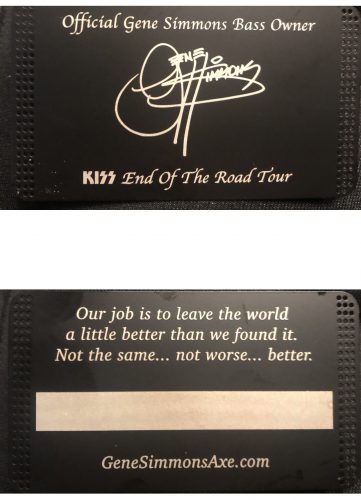 Official Gene Simmons Bass Owner
GENE SIMMONS
KISS End Of The Road Tour
Our job is to leave the world
a little better than we found it.
Not the same... not worse... better.
GeneSimmonsAxe.com